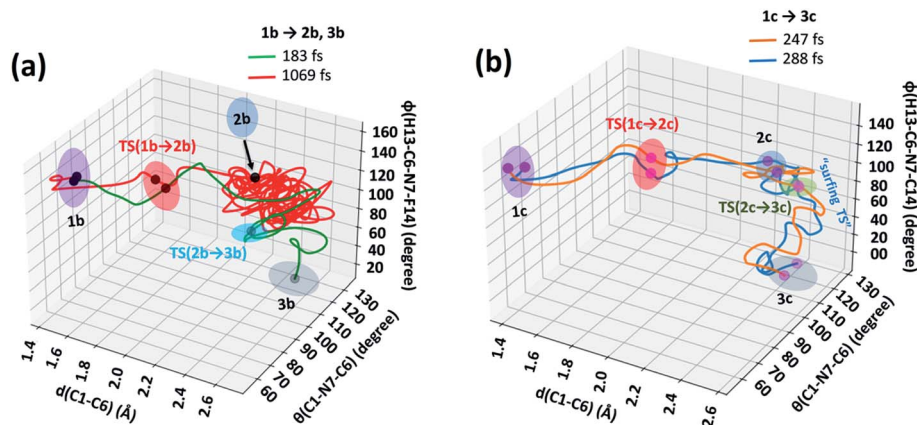 (a)
1b → 2b, 3b
183 fs
1069 fs
2b
TS(1b→2b)
1b
TS(2b→3b)
3b
ϕ(H13-C6-N7-F14) (degree)
160
140
120
100
80
60
40
20
θ(C1-N7-C6) (degree)
130
120
110
100
90
80
70
60
d(C1-C6) (Å)
1.4
1.6
1.8
2.0
2.2
2.4
2.6
(b)
1c → 3c
247 fs
288 fs
TS(1c→2c)
2c
1c
"surfing TS"
TS(2c→3c)
3c
ϕ(H13-C6-N7-C14) (degree)
140
120
100
80
60
40
20
00
θ(C1-N7-C6) (degree)
130
120
110
100
90
80
70
60
d(C1-C6) (Å)
1.4
1.6
1.8
2.0
2.2
2.4
2.6